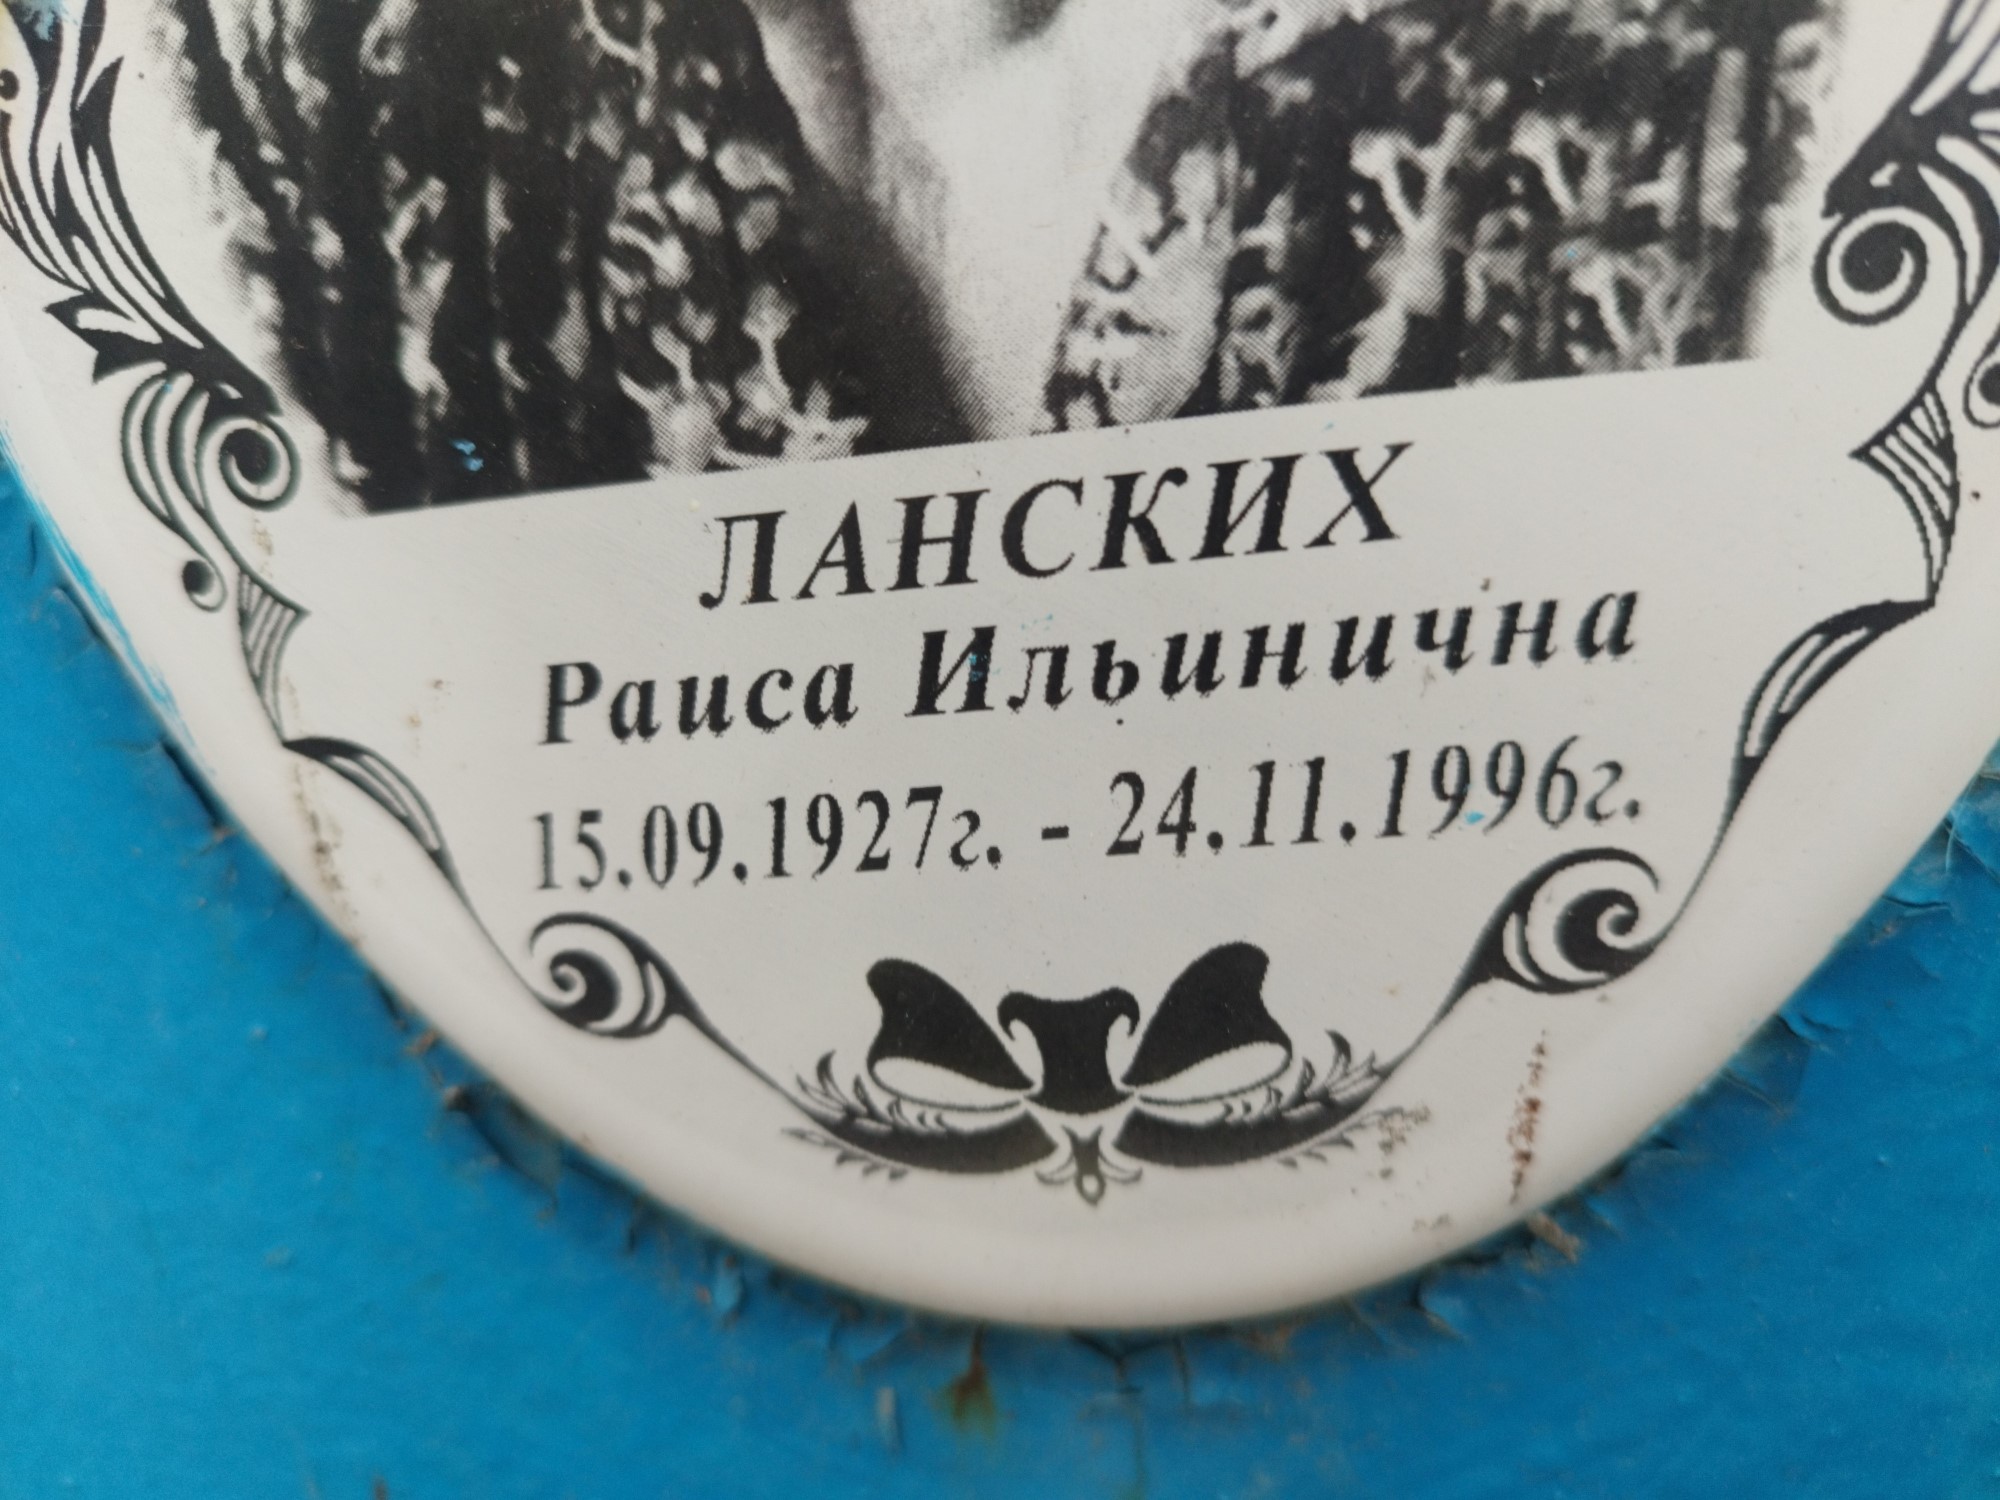 ЛАНСКИХ
Раиса Ильинична
15.09.1927г. - 24.11.1996г.